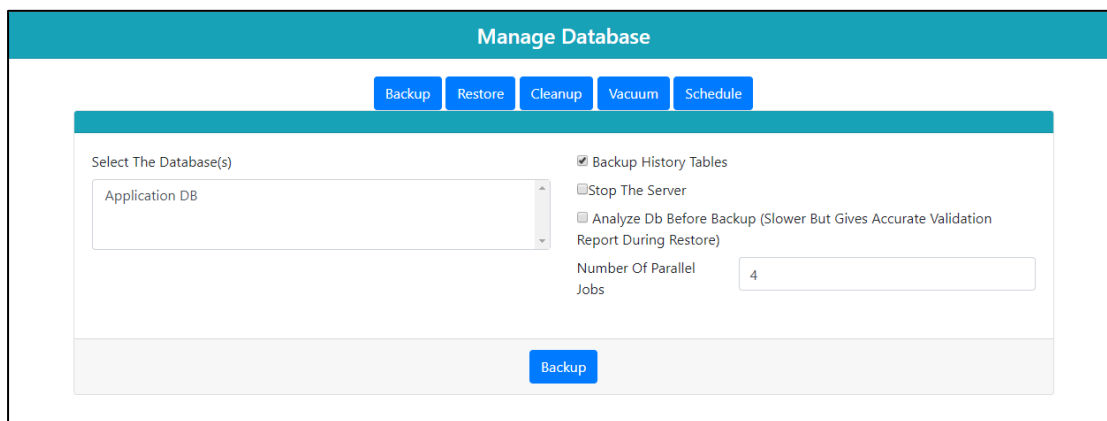 Manage Database
Backup Restore Cleanup Vacuum Schedule
Select The Database(s)
Application DB
Backup History Tables
Stop The Server
Analyze Db Before Backup (Slower But Gives Accurate Validation
Report During Restore)
Number Of Parallel
Jobs
4
Backup